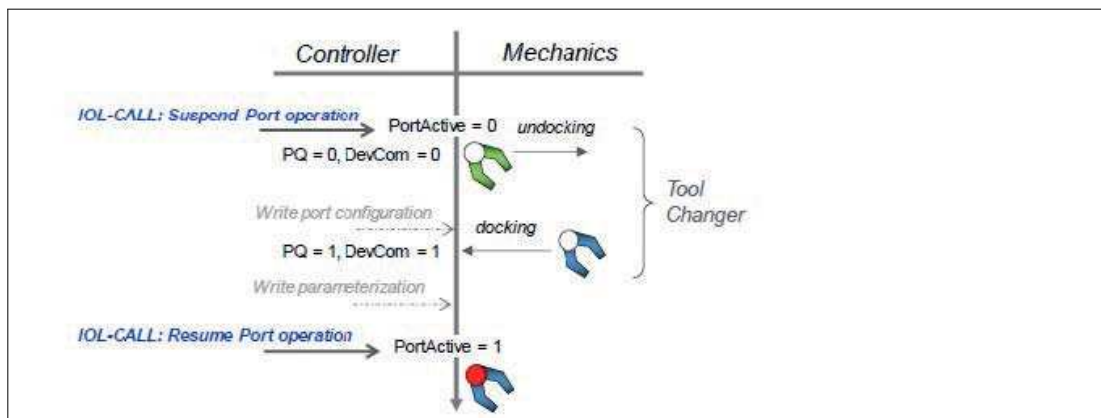 Controller
Mechanics
IOL-CALL: Suspend Port operation
PortActive = 0
undocking
PQ = 0, DevCom = 0
Tool
Changer
Write port configuration
docking
PQ = 1, DevCom = 1
Write parameterization
IOL-CALL: Resume Port operation
PortActive = 1